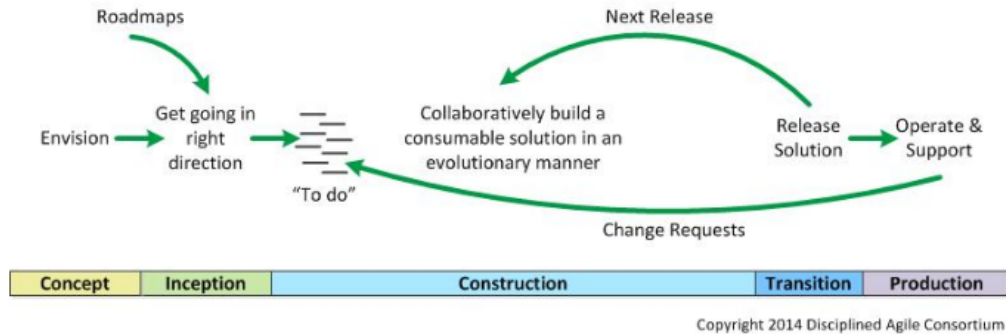 Roadmaps
Next Release
Envision
Get going in
right
direction
"To do"
Collaboratively build a
consumable solution in an
evolutionary manner
Release
Solution
Operate &
Support
Change Requests
Concept
Inception
Construction
Transition
Production
Copyright 2014 Disciplined Agile Consortium